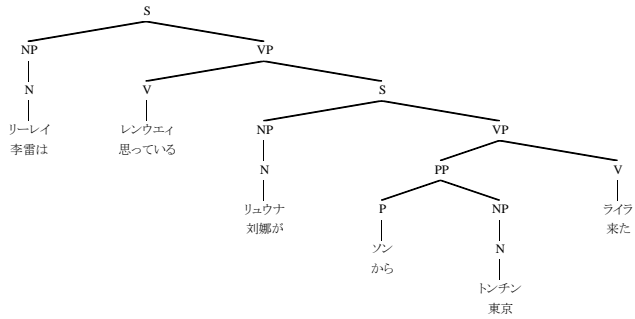 S
NP VP
N V S
リーレイ レンウエィ NP VP
李雷は 思っている
N PP V
リュウナ P NP ライラ
刘娜が 来た
ソン N
から
トンチン
東京